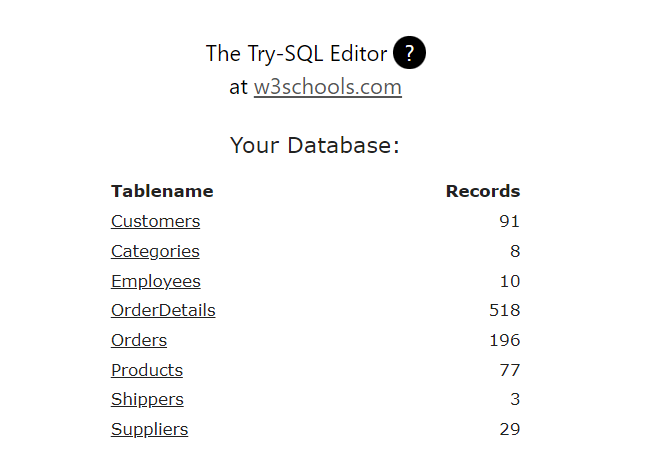 The Try-SQL Editor ?
at w3schools.com
Your Database:
Tablename Records
Customers 91
Categories 8
Employees 10
OrderDetails 518
Orders 196
Products 77
Shippers 3
Suppliers 29